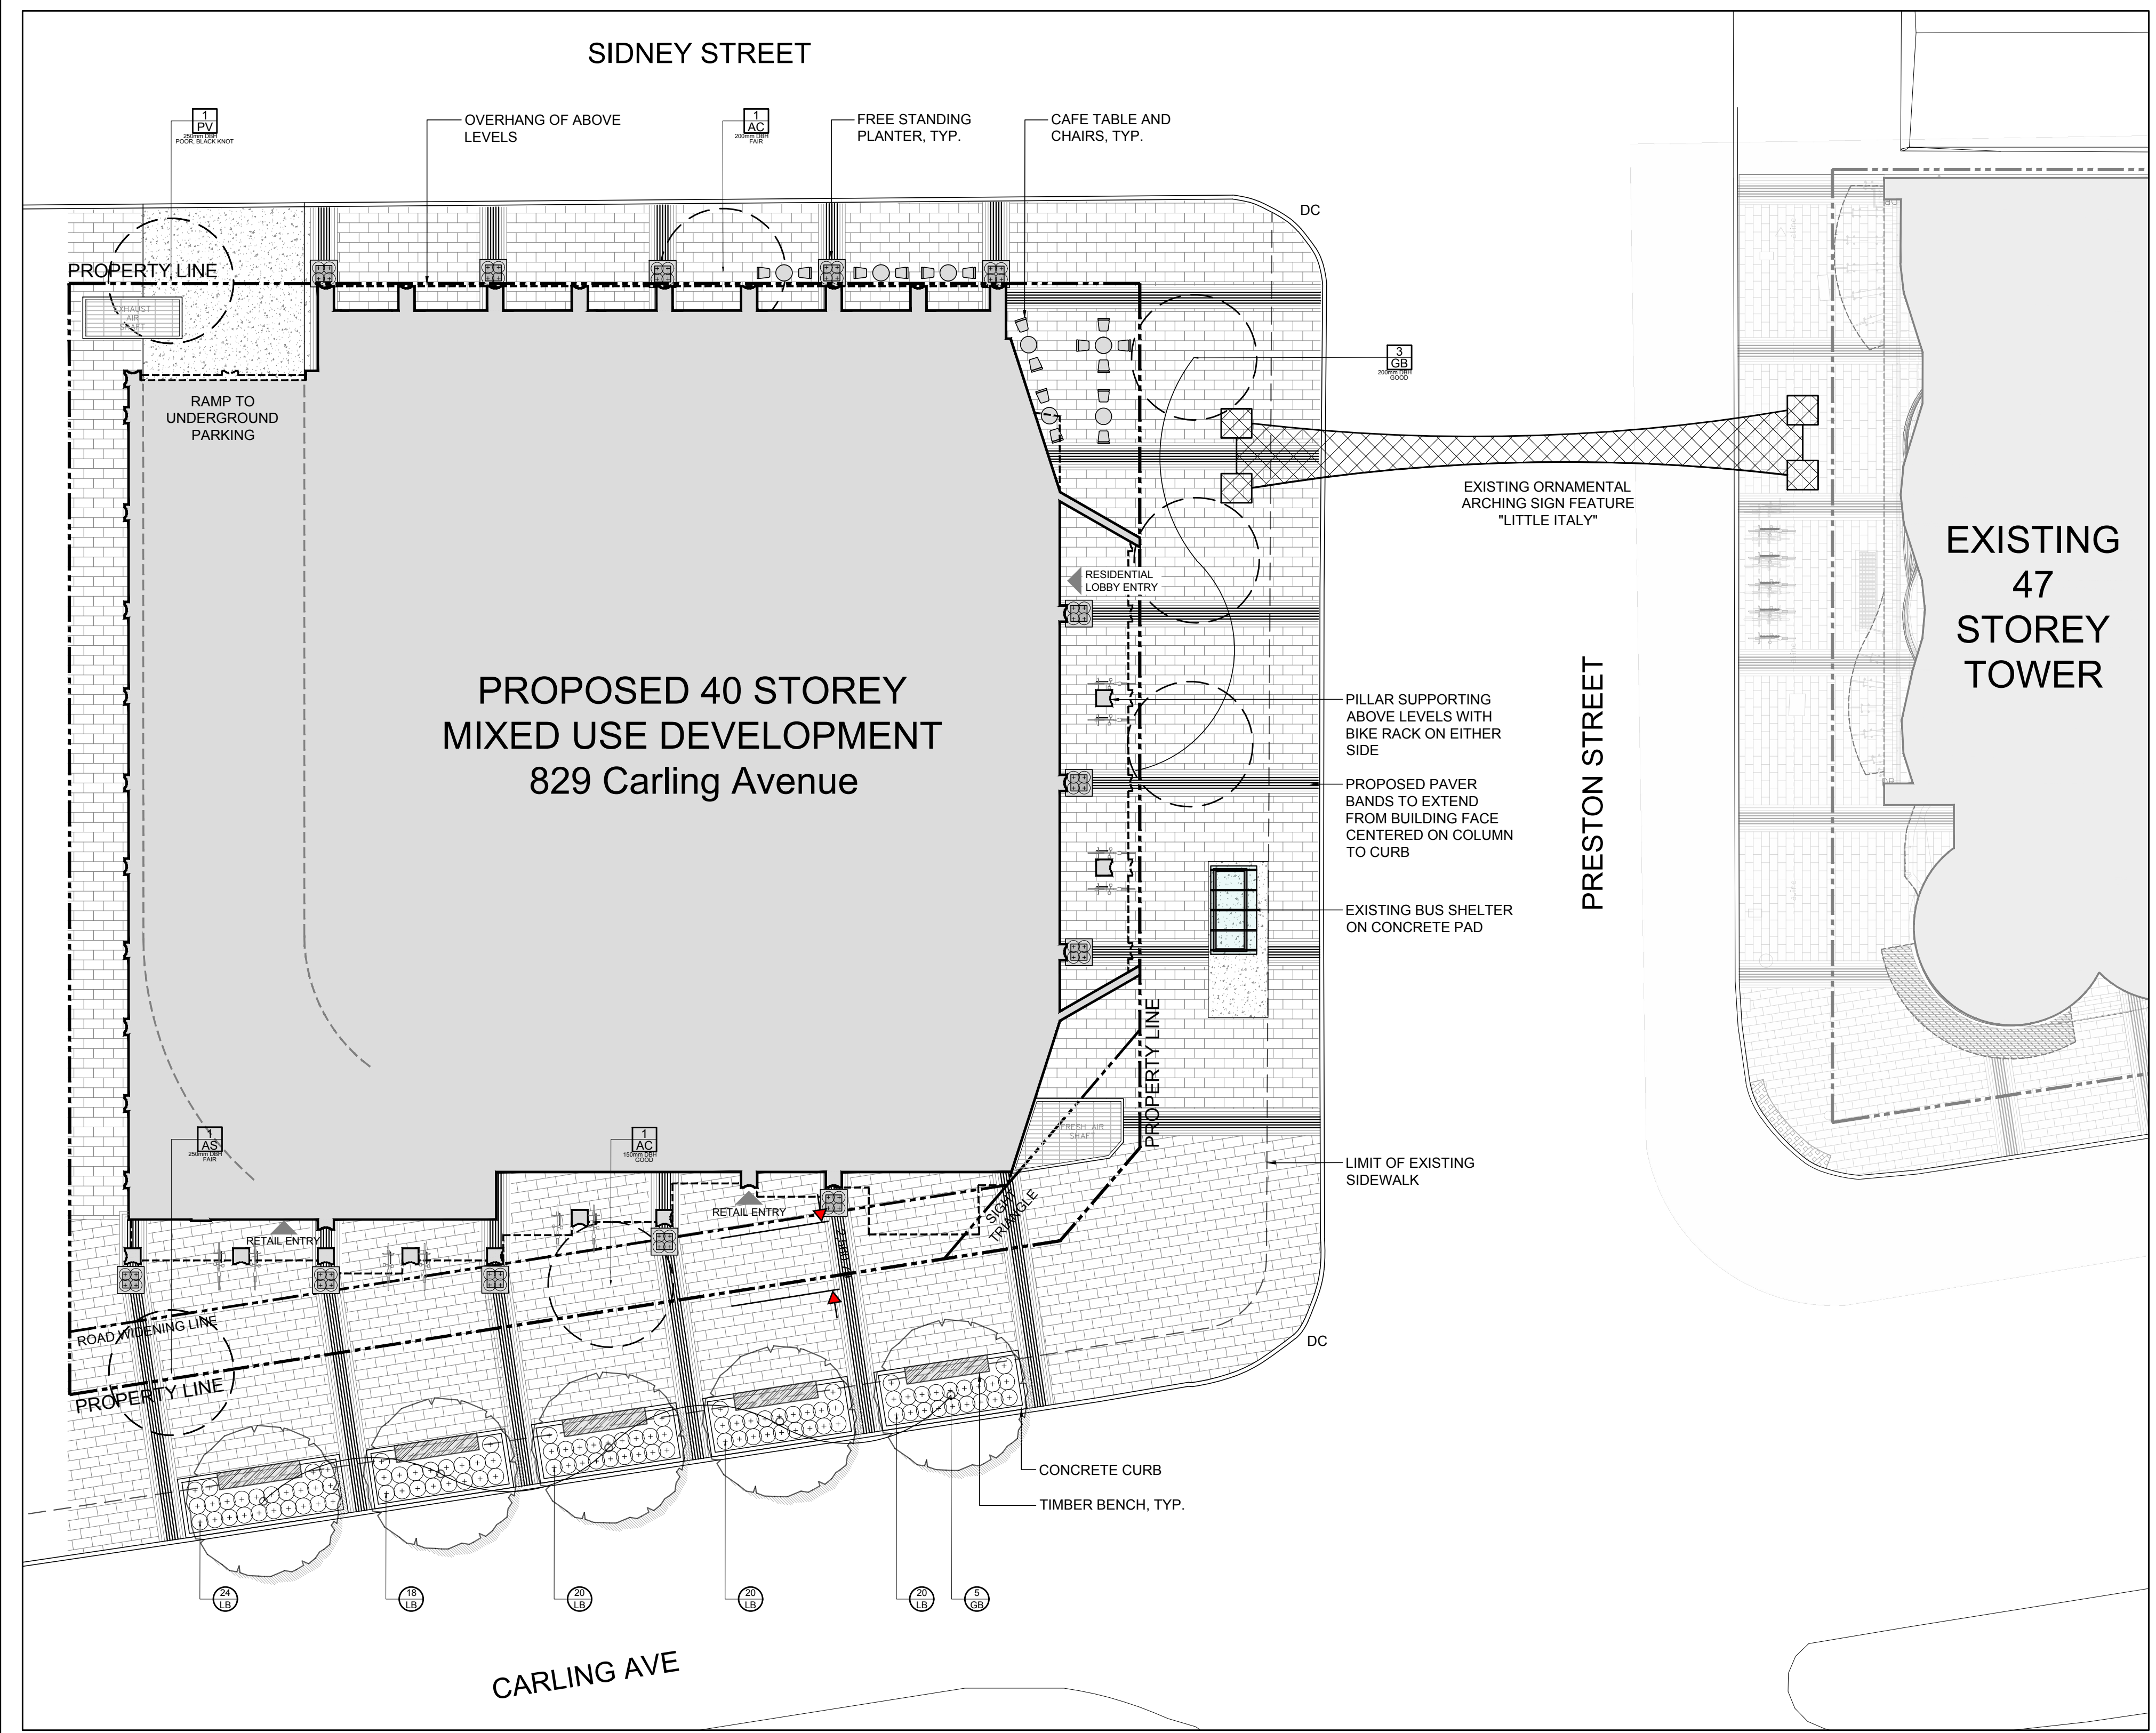 SIDNEY STREET
1
PV
250mm DBH
POOR, BLACK KNOT
OVERHANG OF ABOVE
LEVELS
1
AC
200mm DBH
FAIR
FREE STANDING
PLANTER, TYP.
CAFE TABLE AND
CHAIRS, TYP.
DC
PROPERTY LINE
EXHAUST
AIR
SHAFT
RAMP TO
UNDERGROUND
PARKING
3
GB
200mm DBH
GOOD
EXISTING ORNAMENTAL
ARCHING SIGN FEATURE
"LITTLE ITALY"
EXISTING
47
STOREY
TOWER
RESIDENTIAL
LOBBY ENTRY
PROPOSED 40 STOREY
MIXED USE DEVELOPMENT
829 Carling Avenue
PILLAR SUPPORTING
ABOVE LEVELS WITH
BIKE RACK ON EITHER
SIDE
PROPOSED PAVER
BANDS TO EXTEND
FROM BUILDING FACE
CENTERED ON COLUMN
TO CURB
PRESTON STREET
EXISTING BUS SHELTER
ON CONCRETE PAD
PROPERTY LINE
FRESH AIR
SHAFT
LIMIT OF EXISTING
SIDEWALK
1
AS
250mm DBH
FAIR
1
AC
150mm DBH
GOOD
RETAIL ENTRY
RETAIL ENTRY
SIGHT
TRIANGLE
ROAD WIDENING LINE
PROPERTY LINE
DC
CONCRETE CURB
TIMBER BENCH, TYP.
24
LB
18
LB
20
LB
20
LB
20
LB
5
GB
CARLING AVE